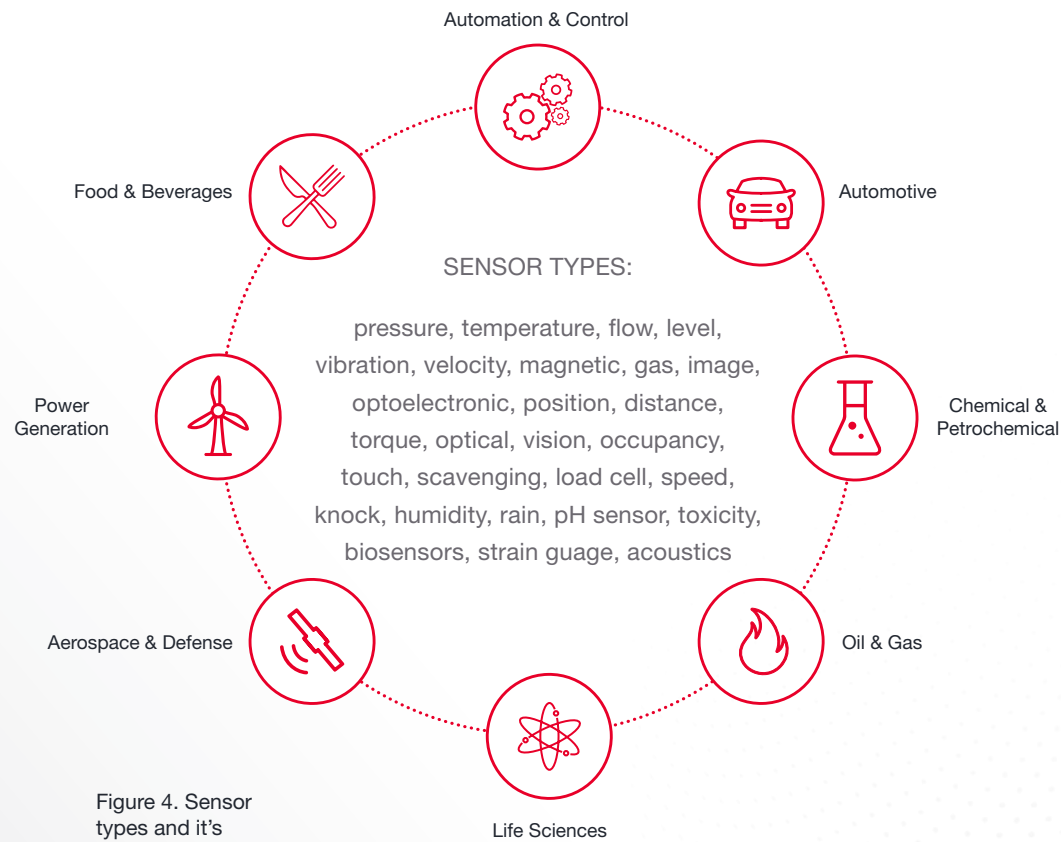 Automation & Control
Food & Beverages
Automotive
SENSOR TYPES:
pressure, temperature, flow, level,
vibration, velocity, magnetic, gas, image,
optoelectronic, position, distance,
torque, optical, vision, occupancy,
touch, scavenging, load cell, speed,
knock, humidity, rain, pH sensor, toxicity,
biosensors, strain guage, acoustics
Power
Generation
Chemical &
Petrochemical
Aerospace & Defense
Oil & Gas
Life Sciences
Figure 4. Sensor
types and it's